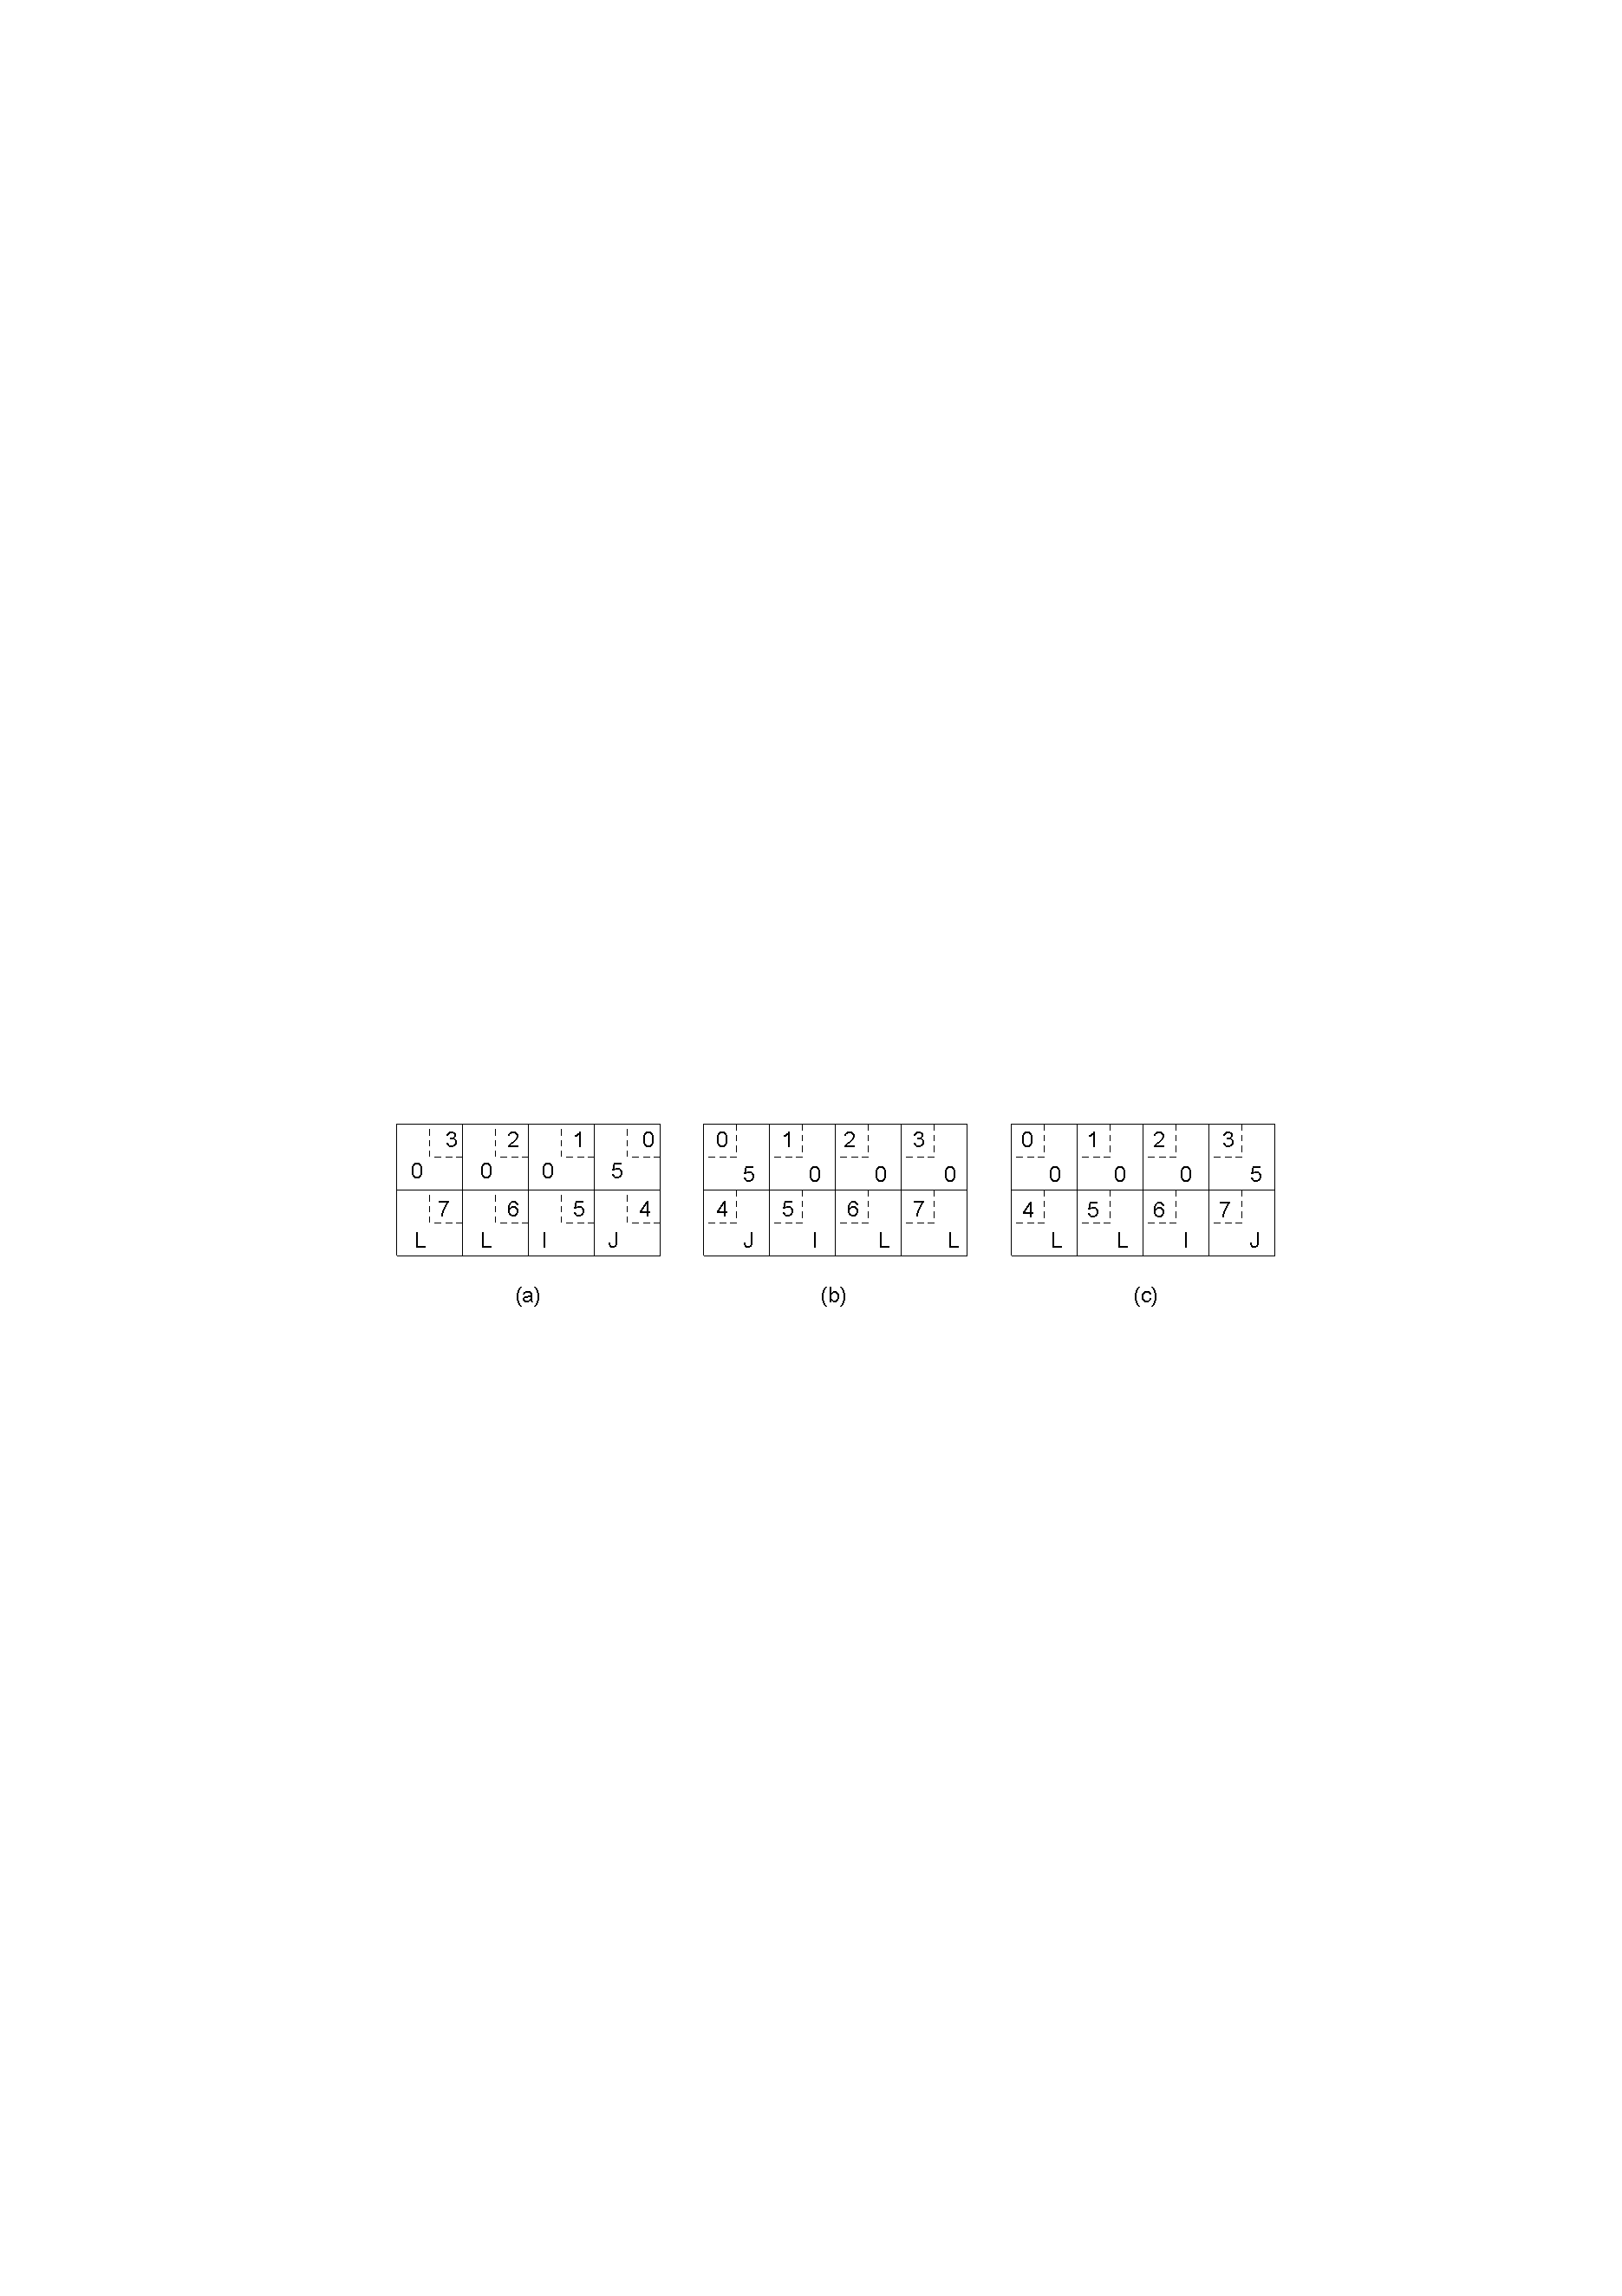 3 2 1 0 0 1 2 3 0 1 2 3
0 0 0 5 5 0 0 0 0 0 0 5
7 6 5 4 4 5 6 7 4 5 6 7
L L I J J I L L L L I J
(a) (b) (c)